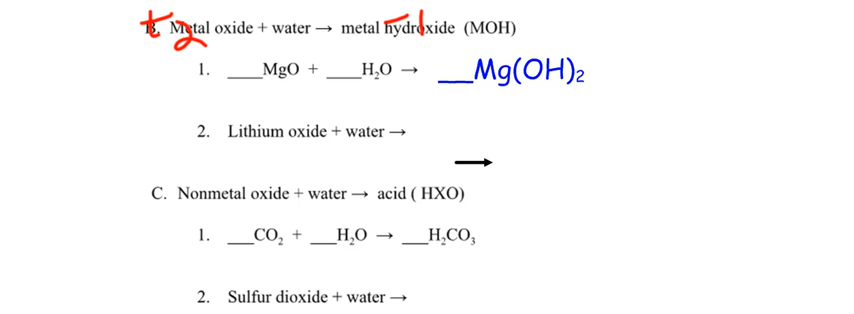 B. Metal oxide + water → metal hydroxide (MOH)
+2 -1
1. ___MgO + ___H₂O → __Mg(OH)₂
2. Lithium oxide + water →
→
C. Nonmetal oxide + water → acid ( HXO)
1. ___CO₂ + ___H₂O → ___H₂CO₃
2. Sulfur dioxide + water →